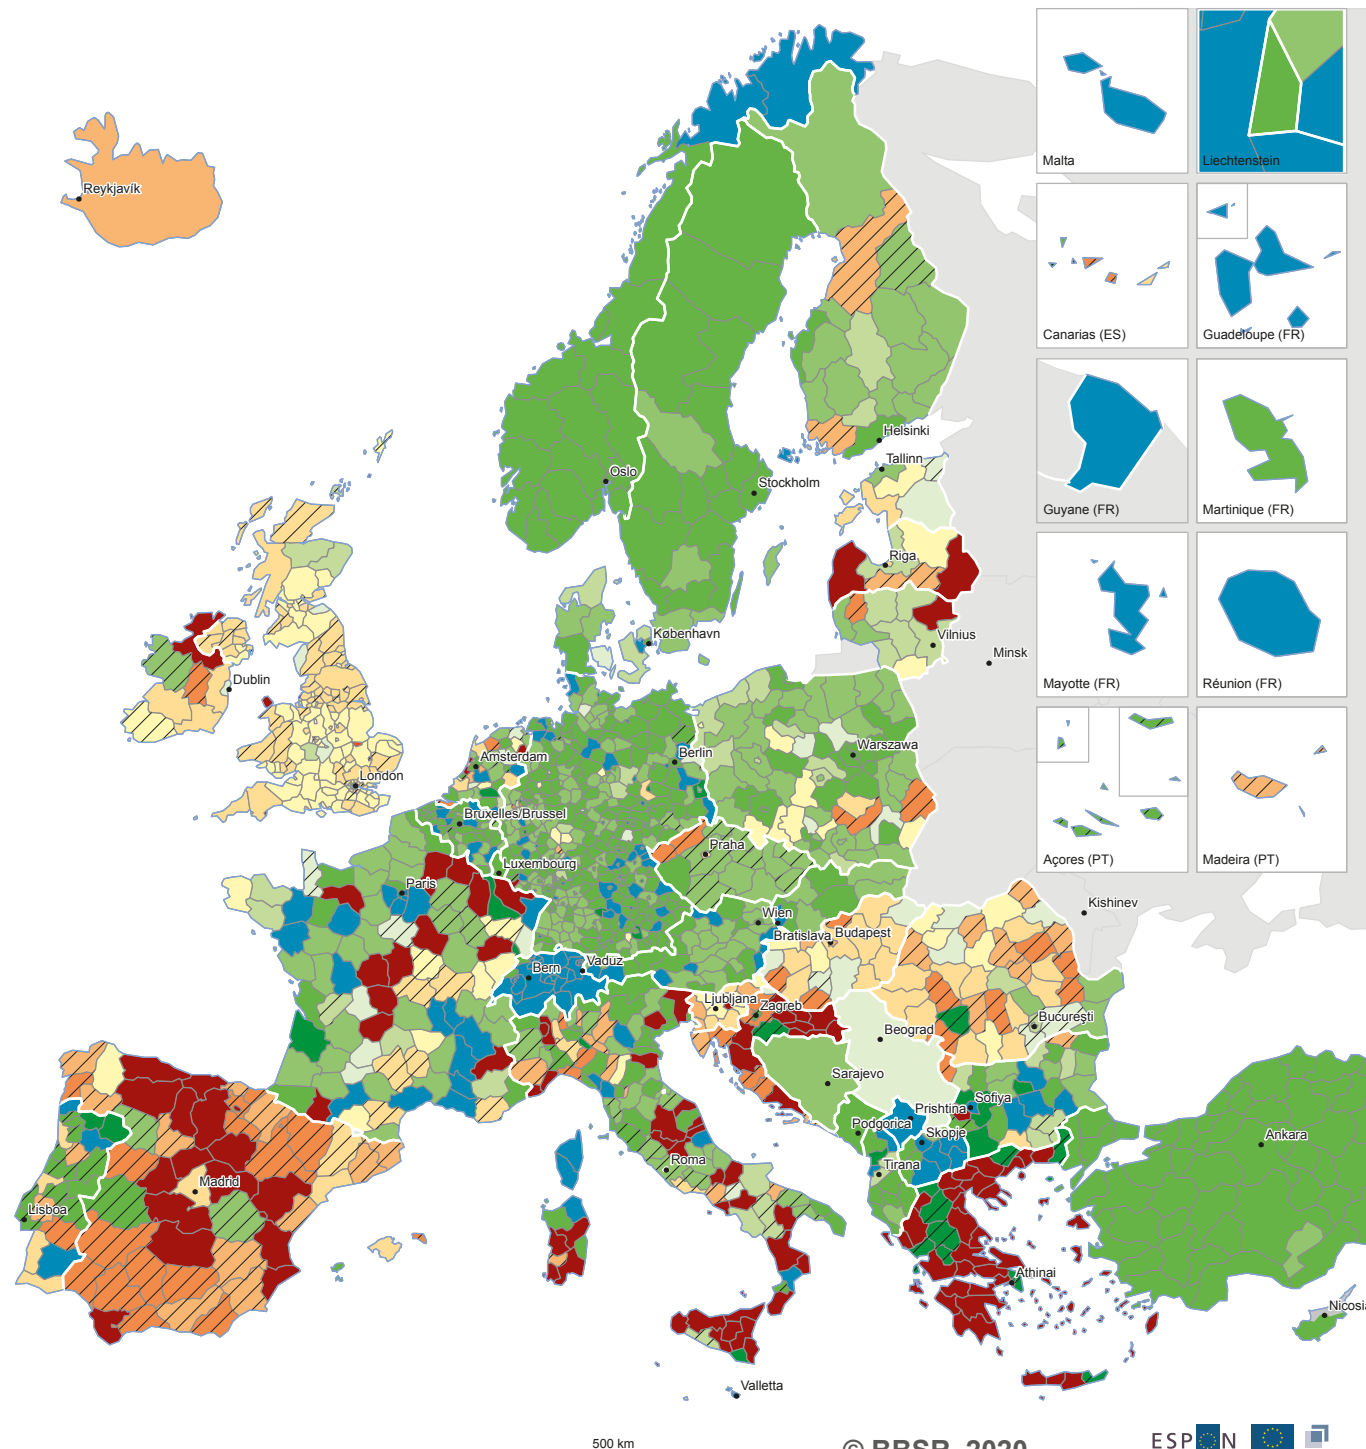 Malta
Liechtenstein
Reykjavík
Canarias (ES)
Guadeloupe (FR)
Helsinki
Tallinn
Oslo
Stockholm
Guyane (FR)
Martinique (FR)
Riga
København
Vilnius
Minsk
Dublin
Mayotte (FR)
Réunion (FR)
Berlin
Warszawa
Amsterdam
London
Bruxelles/Brussel
Praha
Luxembourg
Açores (PT)
Madeira (PT)
Paris
Kishinev
Wien
Bratislava
Budapest
Bern
Vaduz
Ljubljana
Zagreb
Bucureşti
Beograd
Sarajevo
Prishtina
Sofiya
Podgorica
Skopje
Ankara
Roma
Tirana
Madrid
Lisboa
Athinai
Nicosia
Valletta
500 km
© BBSR, 2020
ESPON